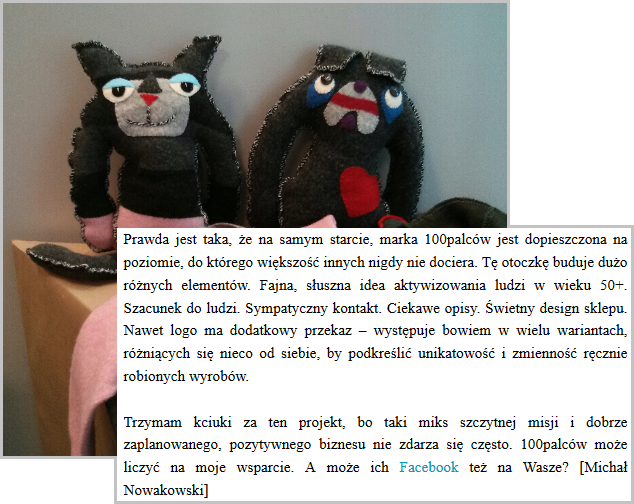 Prawda jest taka, że na samym starcie, marka 100palców jest dopieszczona na
poziomie, do którego większość innych nigdy nie dociera. Tę otoczkę buduje dużo
różnych elementów. Fajna, słuszna idea aktywizowania ludzi w wieku 50+.
Szacunek do ludzi. Sympatyczny kontakt. Ciekawe opisy. Świetny design sklepu.
Nawet logo ma dodatkowy przekaz – występuje bowiem w wielu wariantach,
różniących się nieco od siebie, by podkreślić unikatowość i zmienność ręcznie
robionych wyrobów.

Trzymam kciuki za ten projekt, bo taki miks szczytnej misji i dobrze
zaplanowanego, pozytywnego biznesu nie zdarza się często. 100palców może
liczyć na moje wsparcie. A może ich Facebook też na Wasze? [Michał
Nowakowski]